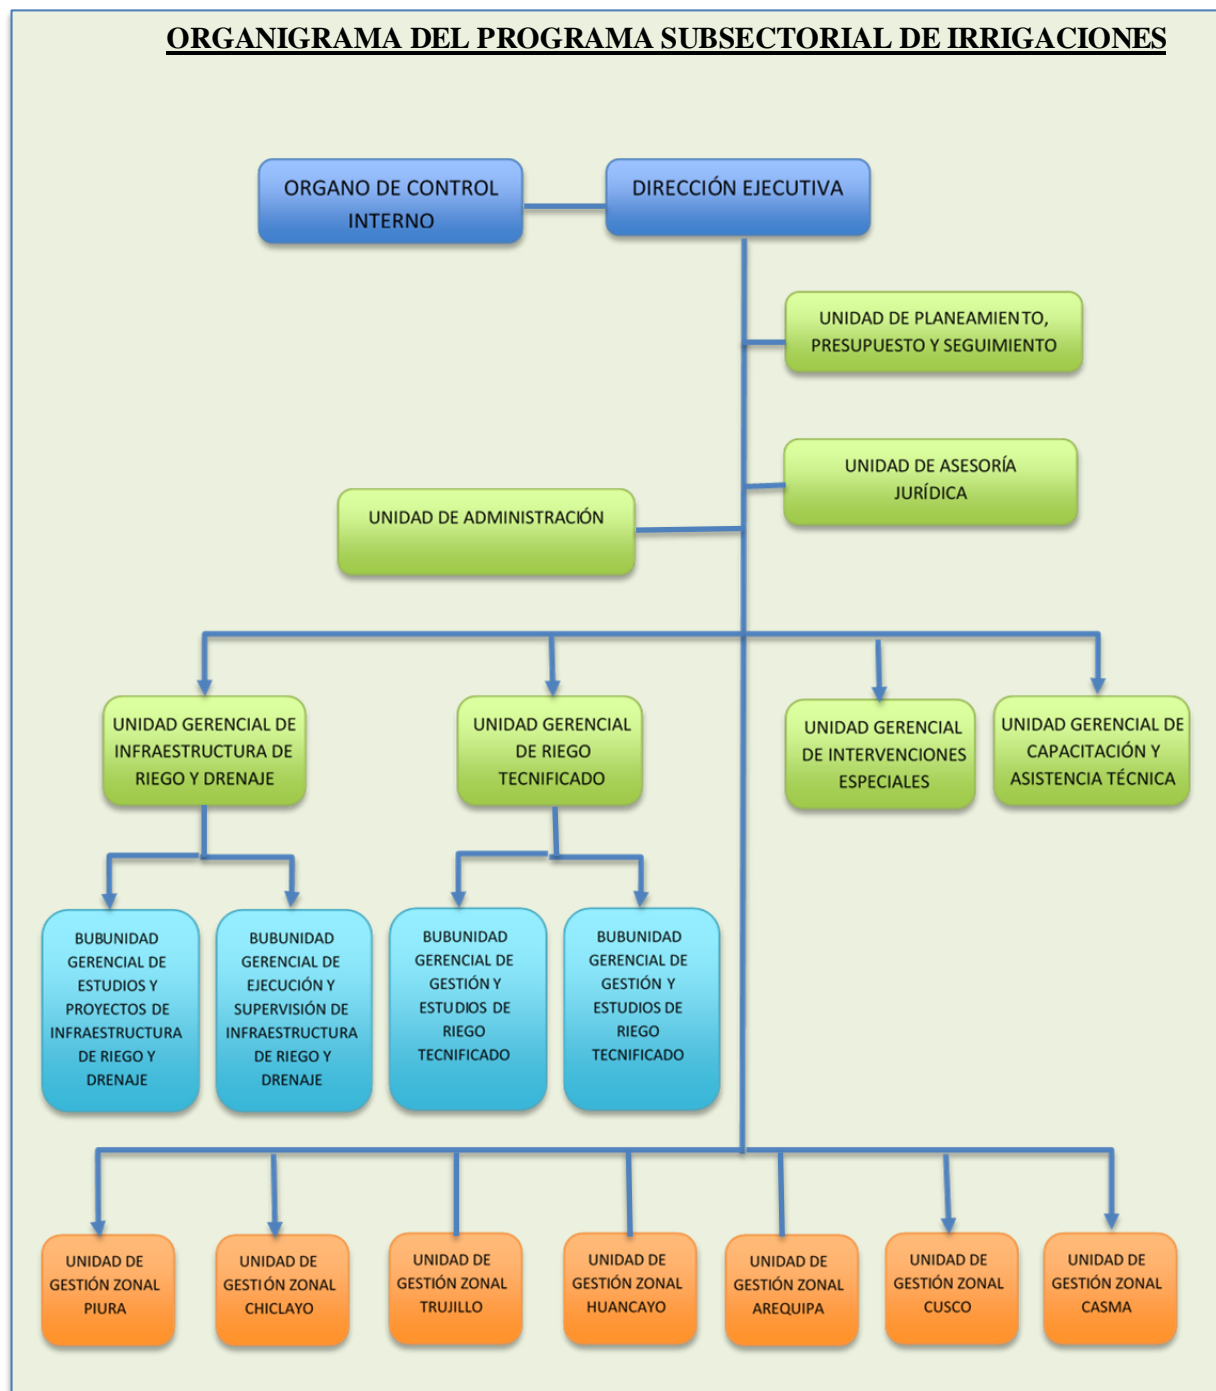 ORGANIGRAMA DEL PROGRAMA SUBSECTORIAL DE IRRIGACIONES
ORGANO DE CONTROL
INTERNO
DIRECCIÓN EJECUTIVA
UNIDAD DE PLANEAMIENTO,
PRESUPUESTO Y SEGUIMIENTO
UNIDAD DE ASESORÍA
JURÍDICA
UNIDAD DE ADMINISTRACIÓN
UNIDAD GERENCIAL DE
INFRAESTRUCTURA DE
RIEGO Y DRENAJE
UNIDAD GERENCIAL
DE RIEGO
TECNIFICADO
UNIDAD GERENCIAL
DE INTERVENCIONES
ESPECIALES
UNIDAD GERENCIAL DE
CAPACITACIÓN Y
ASISTENCIA TÉCNICA
BUBUNIDAD
GERENCIAL DE
ESTUDIOS Y
PROYECTOS DE
INFRAESTRUCTURA
DE RIEGO Y
DRENAJE
BUBUNIDAD
GERENCIAL DE
EJECUCIÓN Y
SUPERVISIÓN DE
INFRAESTRUCTURA
DE RIEGO Y
DRENAJE
BUBUNIDAD
GERENCIAL DE
GESTIÓN Y
ESTUDIOS DE
RIEGO
TECNIFICADO
BUBUNIDAD
GERENCIAL DE
GESTIÓN Y
ESTUDIOS DE
RIEGO
TECNIFICADO
UNIDAD DE
GESTIÓN ZONAL
PIURA
UNIDAD DE
GESTIÓN ZONAL
CHICLAYO
UNIDAD DE
GESTIÓN ZONAL
TRUJILLO
UNIDAD DE
GESTIÓN ZONAL
HUANCAYO
UNIDAD DE
GESTIÓN ZONAL
AREQUIPA
UNIDAD DE
GESTIÓN ZONAL
CUSCO
UNIDAD DE
GESTIÓN ZONAL
CASMA